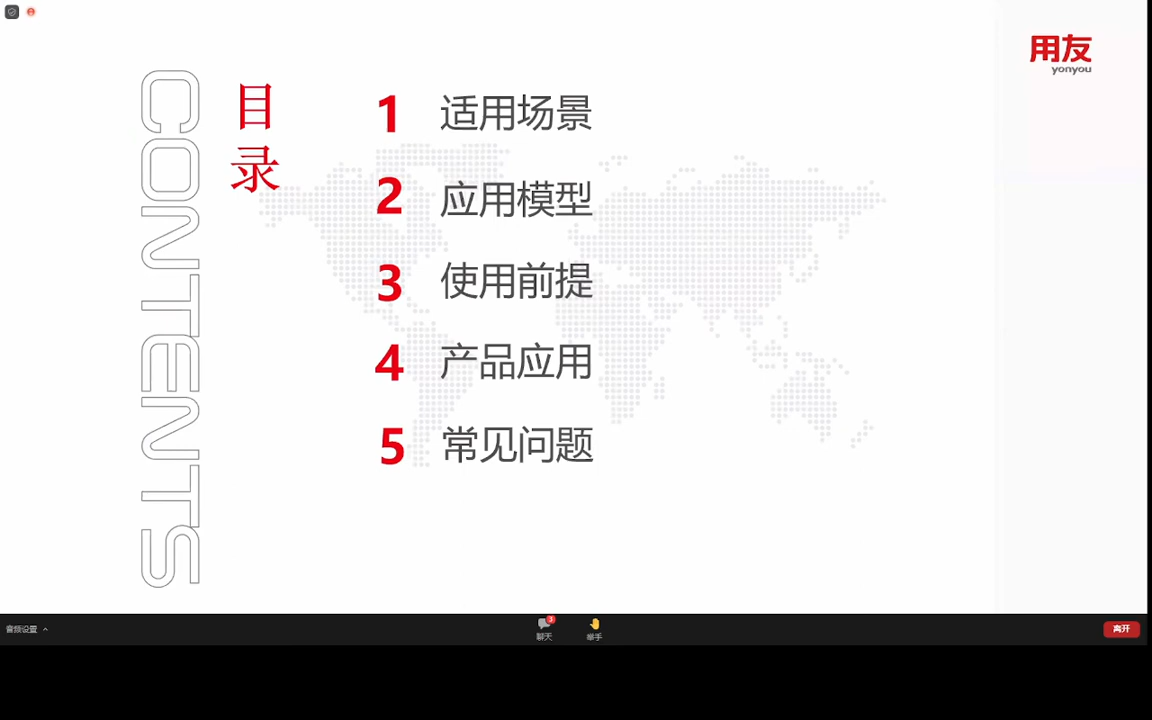 用友
yonyou
CONTENTS
目录
1 适用场景
2 应用模型
3 使用前提
4 产品应用
5 常见问题
音频设置
3
聊天
举手
离开